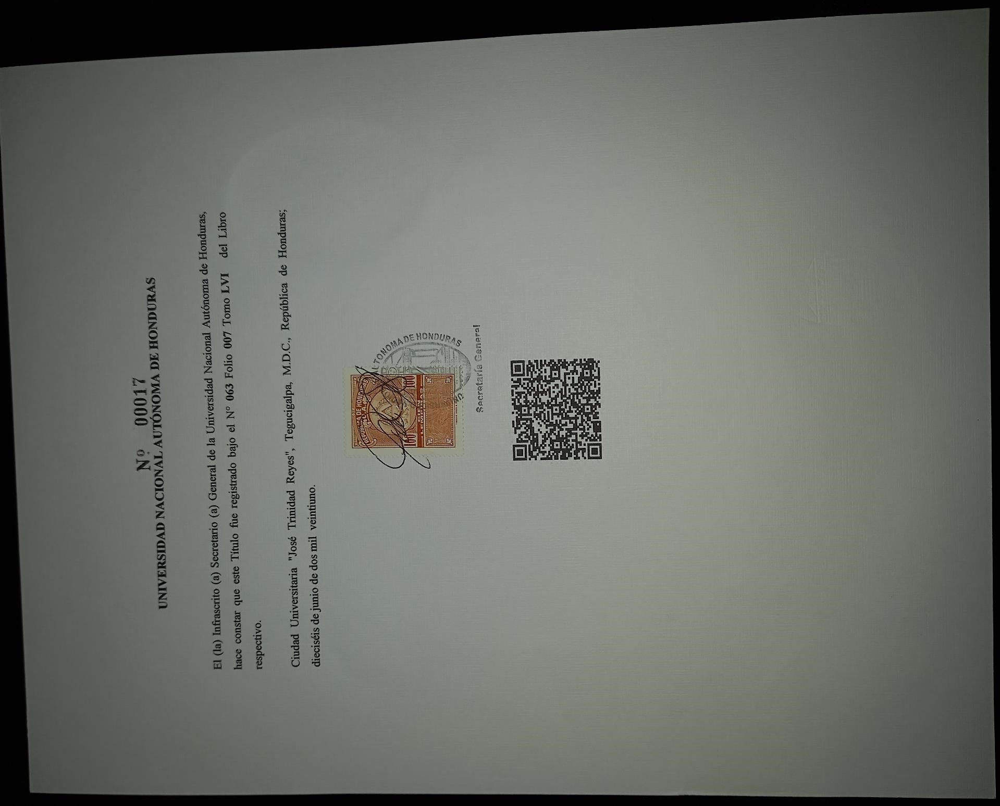 Nº 00017
UNIVERSIDAD NACIONAL AUTÓNOMA DE HONDURAS
El (la) Infrascrito (a) Secretario (a) General de la Universidad Nacional Autónoma de Honduras,
hace constar que este Título fue registrado bajo el N° 063 Folio 007 Tomo LVI del Libro
respectivo.
Ciudad Universitaria "José Trinidad Reyes", Tegucigalpa, M.D.C., República de Honduras;
dieciséis de junio de dos mil veintiuno.
REPUBLICA DE HONDURAS
100 100
CIEN
LEMPIRAS
DE HONDURAS
Secretaría General